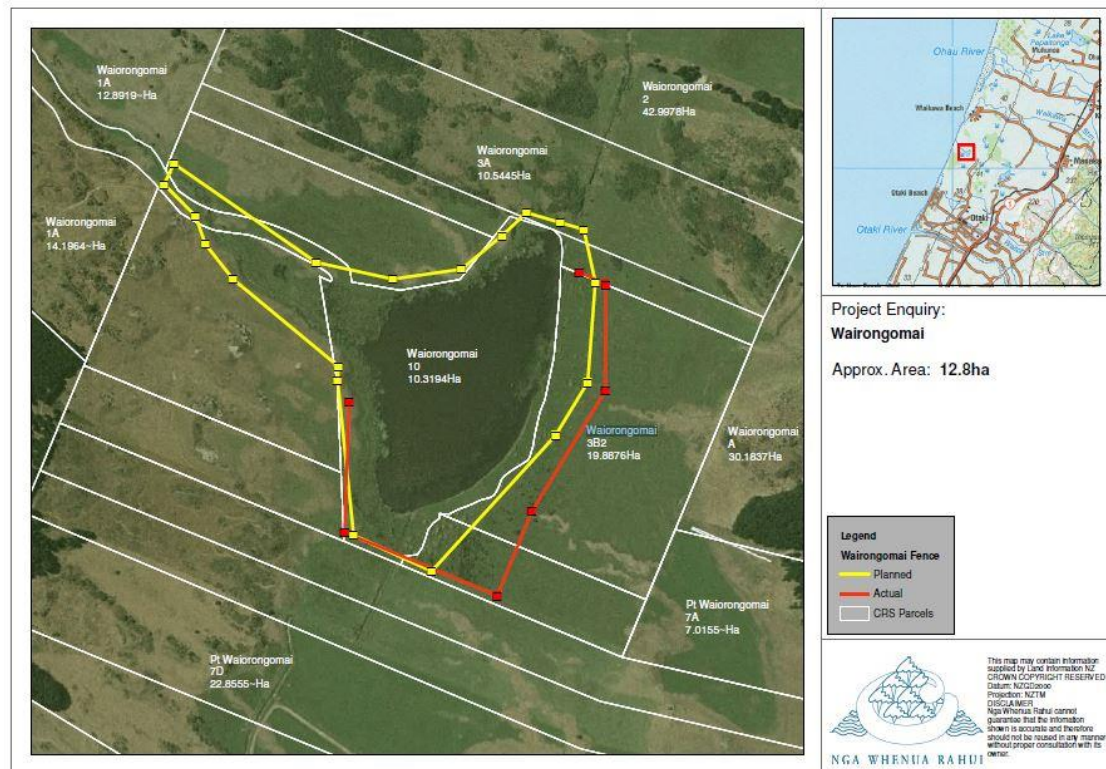 Waiorongomai
1A
12.8919~Ha
Waiorongomai
2
42.9978Ha
Waiorongomai
3A
10.5445Ha
Waiorongomai
1A
14.1964~Ha
Waiorongomai
10
10.3194Ha
Waiorongomai
3B2
19.8876Ha
Waiorongomai
A
30.1837Ha
Pt Waiorongomai
7A
7.0155~Ha
Pt Waiorongomai
7D
22.8555~Ha
Ohau River
Lake
Papaitonga
Muhunoa
Waikawa Beach
Waikawa
Otaki Beach
Otaki
Otaki River
Project Enquiry:
Wairongomai
Approx. Area: 12.8ha
Legend
Wairongomai Fence
Planned
Actual
CRS Parcels
NGA WHENUA RAHUI
This map may contain information
supplied by Land Information NZ
CROWN COPYRIGHT RESERVED
Datum: NZGD2000
Projection: NZTM
DISCLAIMER
Nga Whenua Rahui cannot
guarantee that the infomation
shown is accurate and therefore
should not be reused in any manner
without proper consultation with its
owner.